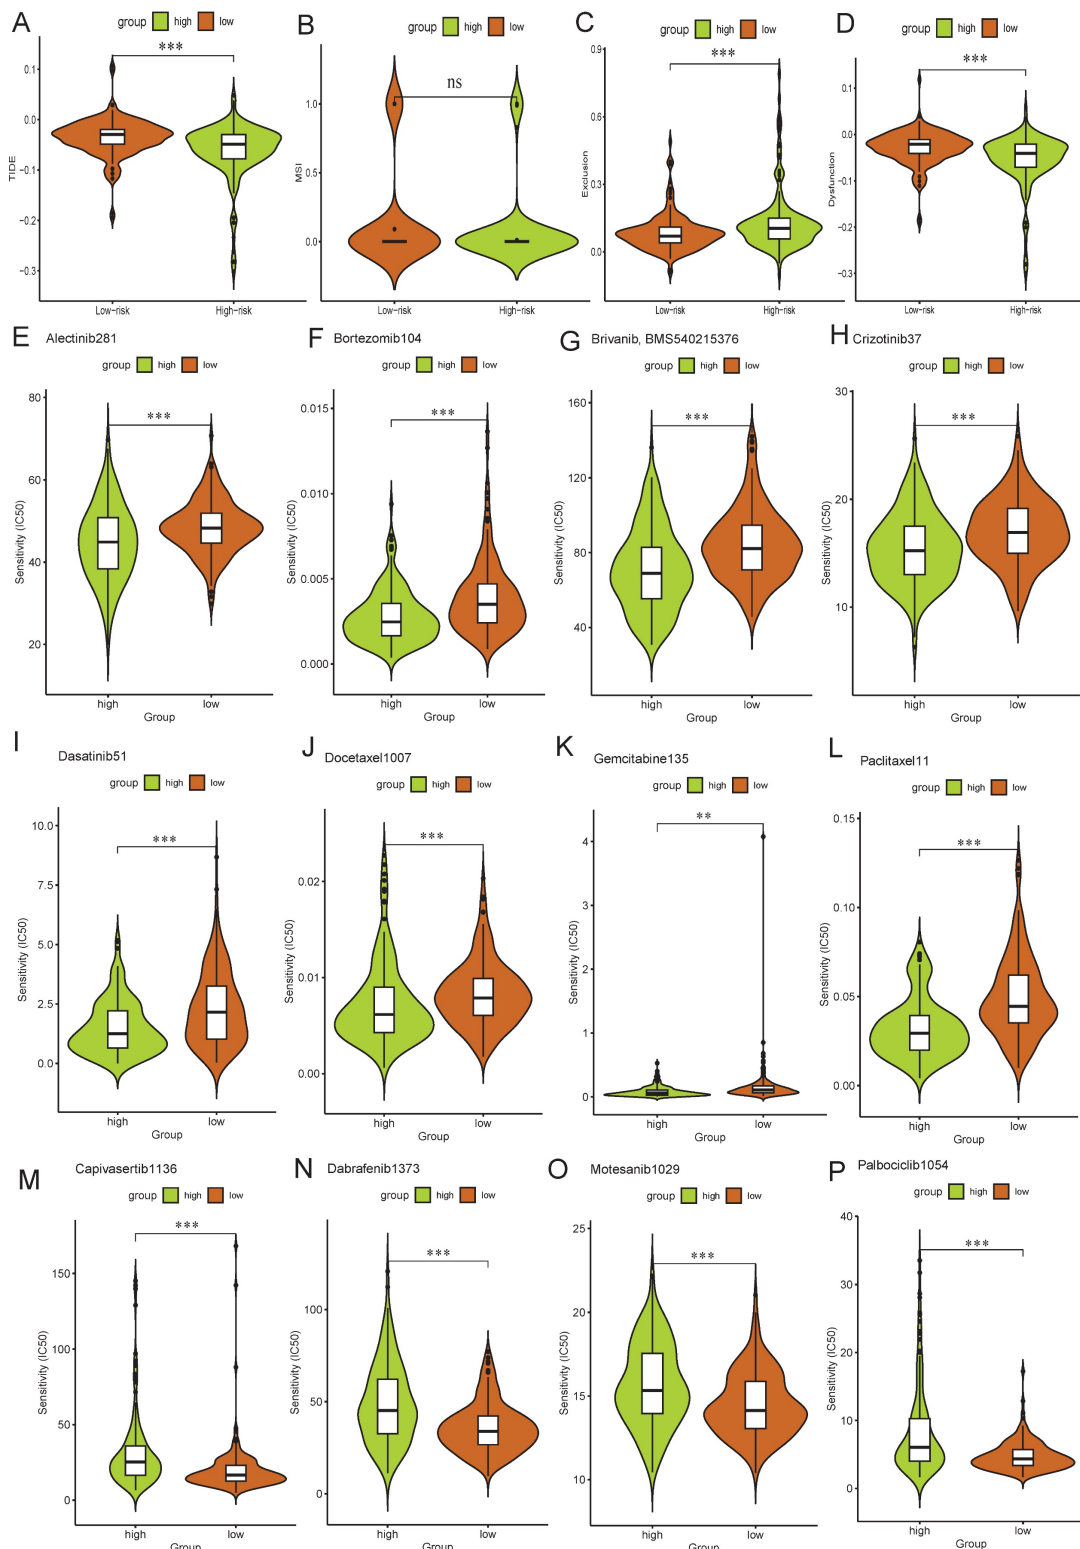 A
group high low
***
TIDE
0.1
0.0
−0.1
−0.2
−0.3
Low−risk High−risk
B
group high low
ns
MSI
1.0
0.5
0.0
Low−risk High−risk
C
group high low
***
Exclusion
0.9
0.6
0.3
0.0
Low−risk High−risk
D
group high low
***
Dysfunction
0.1
0.0
−0.1
−0.2
−0.3
Low−risk High−risk
E
Alectinib281
group high low
***
Sensitivity (IC50)
80
60
40
20
high low
Group
F
Bortezomib104
group high low
***
Sensitivity (IC50)
0.015
0.010
0.005
0.000
high low
Group
G
Brivanib, BMS540215376
group high low
***
Sensitivity (IC50)
160
120
80
40
high low
Group
H
Crizotinib37
group high low
***
Sensitivity (IC50)
30
20
10
high low
Group
I
Dasatinib51
group high low
***
Sensitivity (IC50)
10.0
7.5
5.0
2.5
0.0
high low
Group
J
Docetaxel1007
group high low
***
Sensitivity (IC50)
0.02
0.01
0.00
high low
Group
K
Gemcitabine135
group high low
**
Sensitivity (IC50)
4
3
2
1
0
high low
Group
L
Paclitaxel11
group high low
***
Sensitivity (IC50)
0.15
0.10
0.05
0.00
high low
Group
M
Capivasertib1136
group high low
***
Sensitivity (IC50)
150
100
50
0
high low
Group
N
Dabrafenib1373
group high low
***
Sensitivity (IC50)
100
50
0
high low
Group
O
Motesanib1029
group high low
***
Sensitivity (IC50)
25
20
15
10
high low
Group
P
Palbociclib1054
group high low
***
Sensitivity (IC50)
40
30
20
10
0
high low
Group